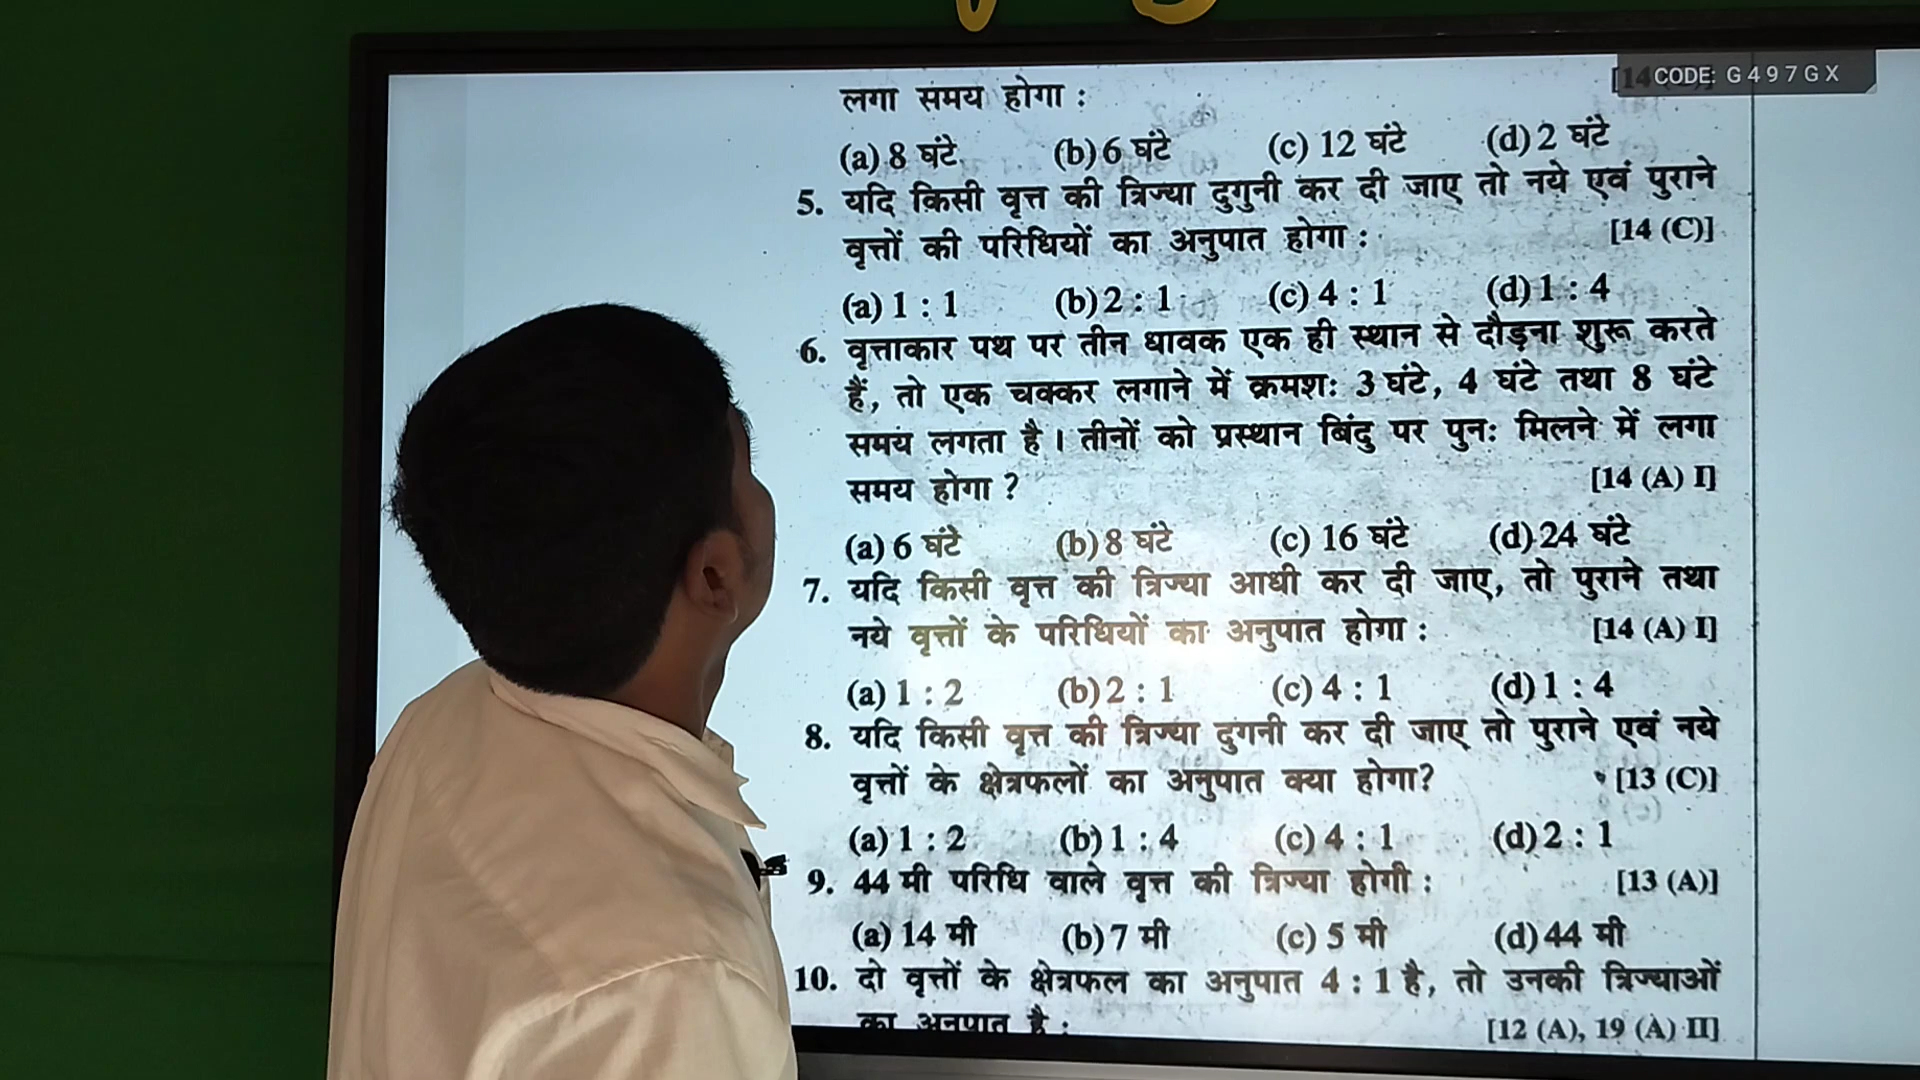 CODE: G497GX
लगा समय होगा :
(a) 8 घंटे (b) 6 घंटे (c) 12 घंटे (d) 2 घंटे
5. यदि किसी वृत्त की त्रिज्या दुगुनी कर दी जाए तो नये एवं पुराने
वृत्तों की परिधियों का अनुपात होगा : [14 (C)]
(a) 1 : 1 (b) 2 : 1 (c) 4 : 1 (d) 1 : 4
6. वृत्ताकार पथ पर तीन धावक एक ही स्थान से दौड़ना शुरू करते
हैं, तो एक चक्कर लगाने में क्रमशः 3 घंटे, 4 घंटे तथा 8 घंटे
समय लगता है। तीनों को प्रस्थान बिंदु पर पुनः मिलने में लगा
समय होगा ? [14 (A) I]
(a) 6 घंटे (b) 8 घंटे (c) 16 घंटे (d) 24 घंटे
7. यदि किसी वृत्त की त्रिज्या आधी कर दी जाए, तो पुराने तथा
नये वृत्तों के परिधियों का अनुपात होगा : [14 (A) I]
(a) 1 : 2 (b) 2 : 1 (c) 4 : 1 (d) 1 : 4
8. यदि किसी वृत्त की त्रिज्या दुगनी कर दी जाए तो पुराने एवं नये
वृत्तों के क्षेत्रफलों का अनुपात क्या होगा? [13 (C)]
(a) 1 : 2 (b) 1 : 4 (c) 4 : 1 (d) 2 : 1
9. 44 मी परिधि वाले वृत्त की त्रिज्या होगी : [13 (A)]
(a) 14 मी (b) 7 मी (c) 5 मी (d) 44 मी
10. दो वृत्तों के क्षेत्रफल का अनुपात 4 : 1 है, तो उनकी त्रिज्याओं
का अनुपात है : [12 (A), 19 (A) II]